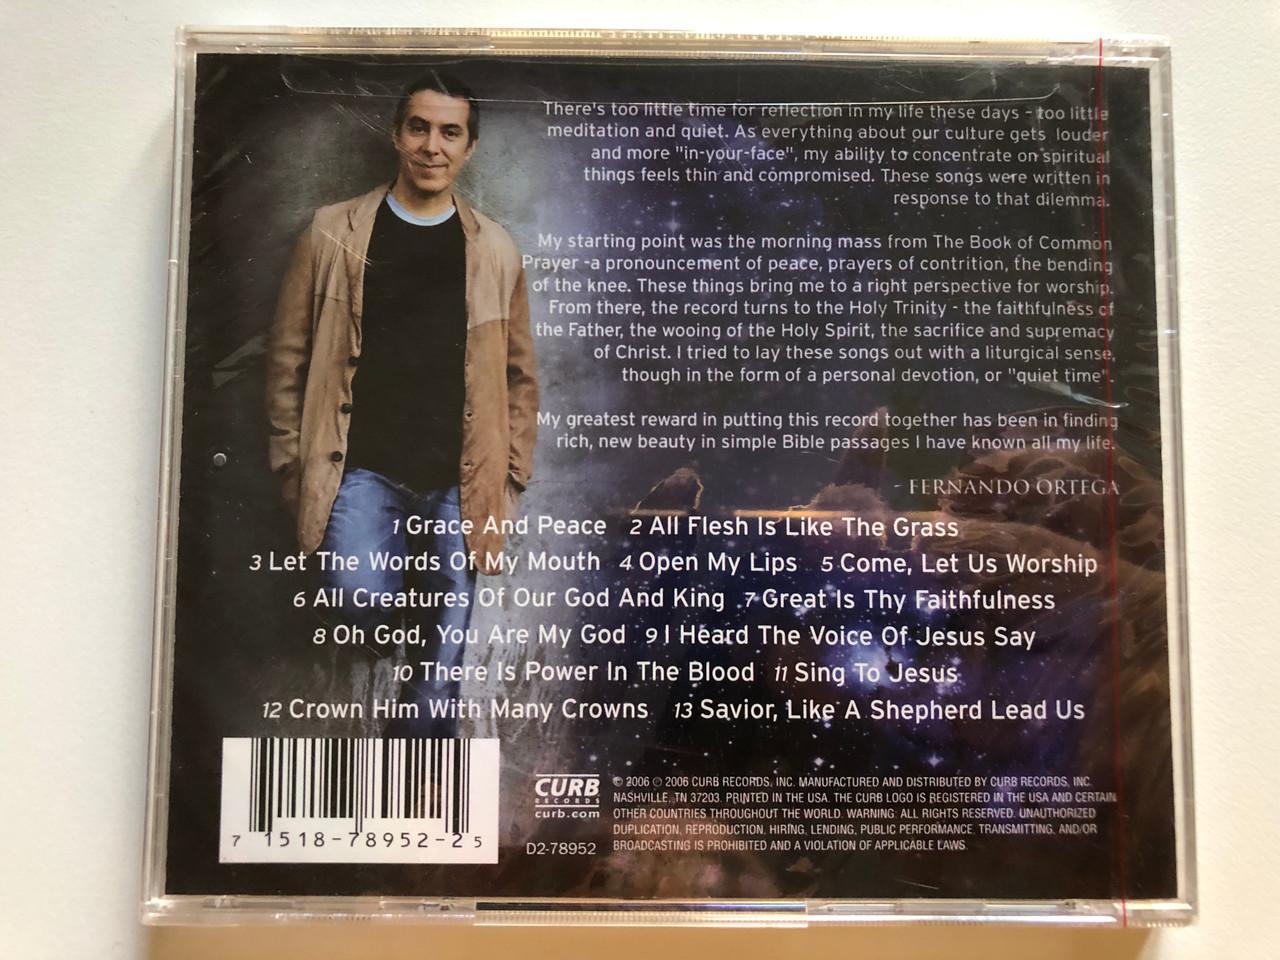 There's too little time for reflection in my life these days - too little
meditation and quiet. As everything about our culture gets louder
and more "in-your-face", my ability to concentrate on spiritual
things feels thin and compromised. These songs were written in
response to that dilemma.
My starting point was the morning mass from The Book of Common
Prayer -a pronouncement of peace, prayers of contrition, the bending
of the knee. These things bring me to a right perspective for worship.
From there, the record turns to the Holy Trinity - the faithfulness of
the Father, the wooing of the Holy Spirit, the sacrifice and supremacy
of Christ. I tried to lay these songs out with a liturgical sense,
though in the form of a personal devotion, or "quiet time".
My greatest reward in putting this record together has been in finding
rich, new beauty in simple Bible passages I have known all my life.
- FERNANDO ORTEGA
1 Grace And Peace 2 All Flesh Is Like The Grass
3 Let The Words Of My Mouth 4 Open My Lips 5 Come, Let Us Worship
6 All Creatures Of Our God And King 7 Great Is Thy Faithfulness
8 Oh God, You Are My God 9 I Heard The Voice Of Jesus Say
10 There Is Power In The Blood 11 Sing To Jesus
12 Crown Him With Many Crowns 13 Savior, Like A Shepherd Lead Us
7 1518-78952-2 5
CURB
RECORDS
curb.com
D2-78952
© 2006 ℗ 2006 CURB RECORDS, INC. MANUFACTURED AND DISTRIBUTED BY CURB RECORDS, INC.
NASHVILLE, TN 37203. PRINTED IN THE USA. THE CURB LOGO IS REGISTERED IN THE USA AND CERTAIN
OTHER COUNTRIES THROUGHOUT THE WORLD. WARNING: ALL RIGHTS RESERVED. UNAUTHORIZED
DUPLICATION, REPRODUCTION, HIRING, LENDING, PUBLIC PERFORMANCE, TRANSMITTING, AND/OR
BROADCASTING IS PROHIBITED AND A VIOLATION OF APPLICABLE LAWS.